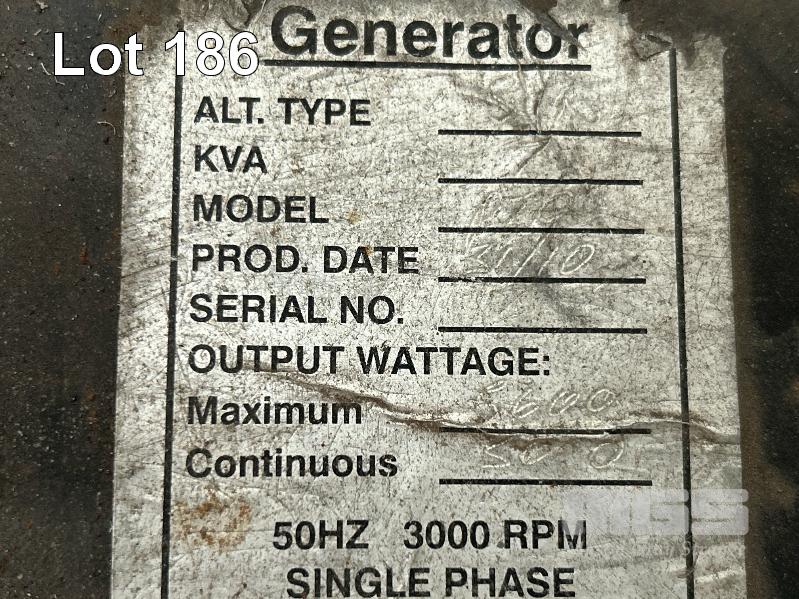 Lot 186
Generator
ALT. TYPE
KVA
MODEL
PROD. DATE
SERIAL NO.
OUTPUT WATTAGE:
Maximum
Continuous
50HZ 3000 RPM
SINGLE PHASE